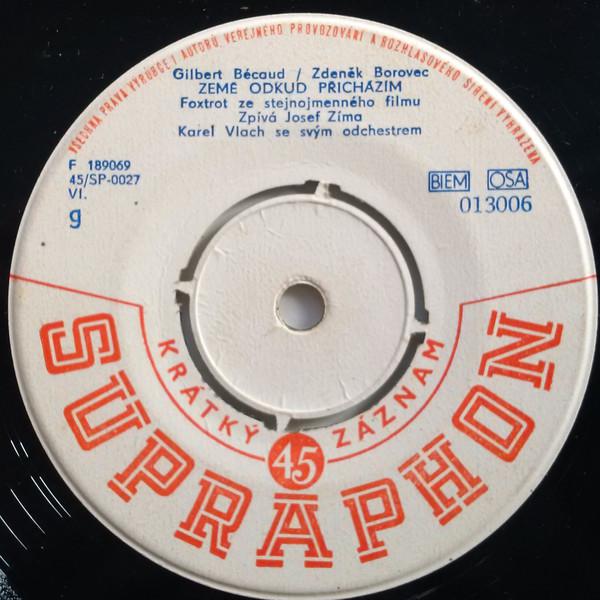 VŠECHNA PRÁVA VÝROBCE I AUTORŮ VEŘEJNÉHO PROVOZOVÁNÍ A ROZHLASOVÉHO ŠÍŘENÍ VYHRAZENA
Gilbert Bécaud / Zdeněk Borovec
ZEMĚ ODKUD PŘICHÁZÍM
Foxtrot ze stejnojmenného filmu
Zpívá Josef Zíma
Karel Vlach se svým odchestrem
F 189069
45/SP-0027
VI.
g
BIEM OSA
013006
KRÁTKÝ 45 ZÁZNAM
SUPRAPHON